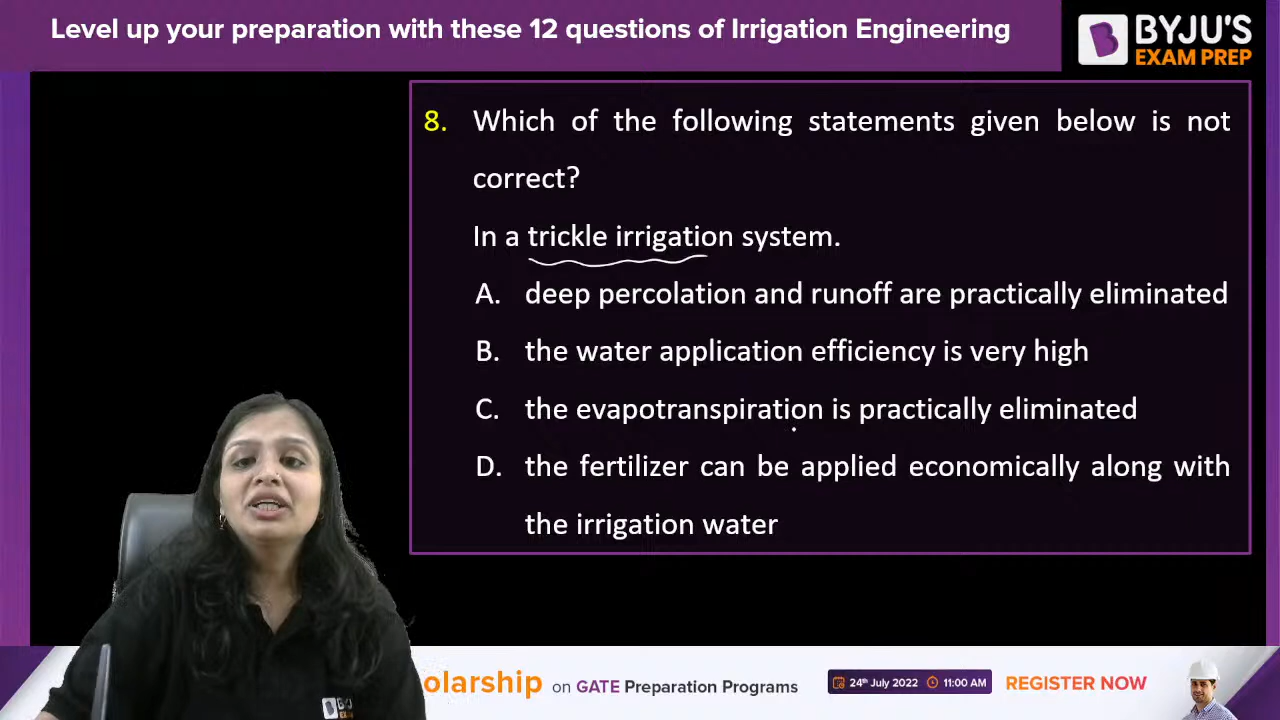 Level up your preparation with these 12 questions of Irrigation Engineering
BYJU'S
EXAM PREP
8. Which of the following statements given below is not
correct?
In a trickle irrigation system.
A. deep percolation and runoff are practically eliminated
B. the water application efficiency is very high
C. the evapotranspiration is practically eliminated
D. the fertilizer can be applied economically along with
the irrigation water
olarship on GATE Preparation Programs
24th July 2022 11:00 AM
REGISTER NOW
BYJU'S
EXAM